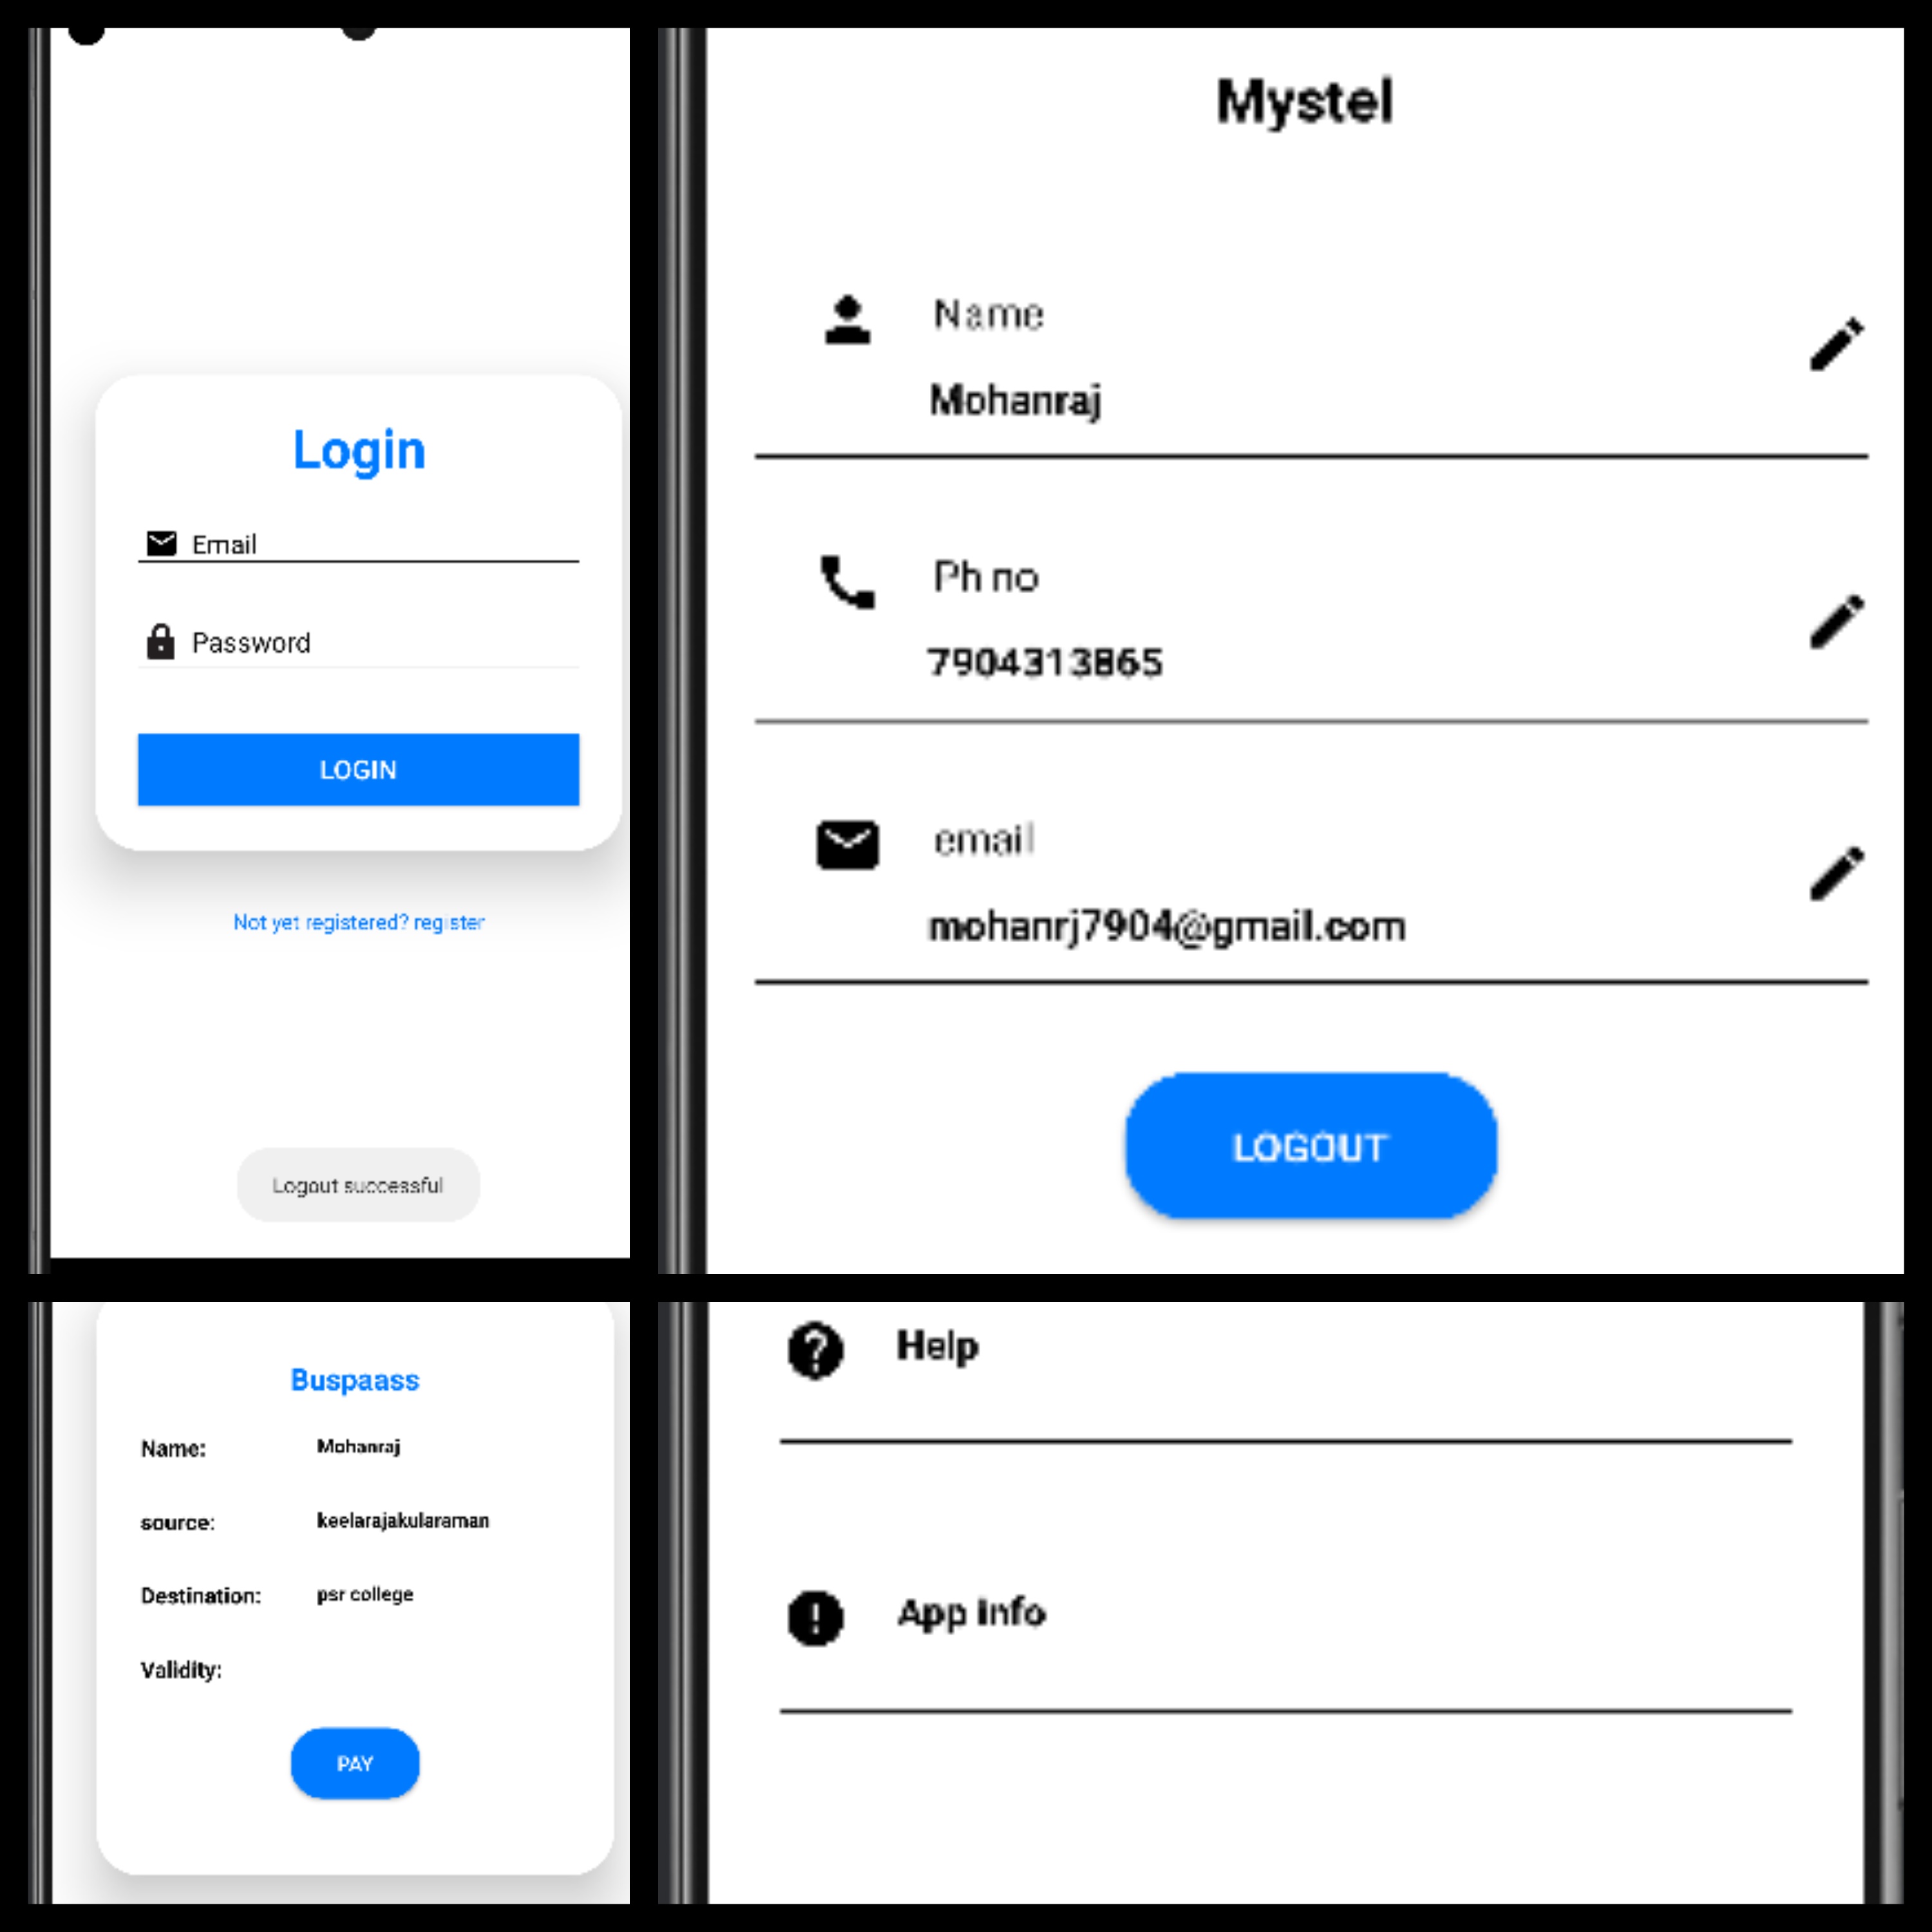 Login
Email
Password
LOGIN
Not yet registered? register
Logout successful
Mystel
Name
Mohanraj
Ph no
7904313865
email
mohanrj7904@gmail.com
LOGOUT
Buspaass
Name: Mohanraj
source: keelarajakularaman
Destination: psr college
Validity:
PAY
Help
App Info